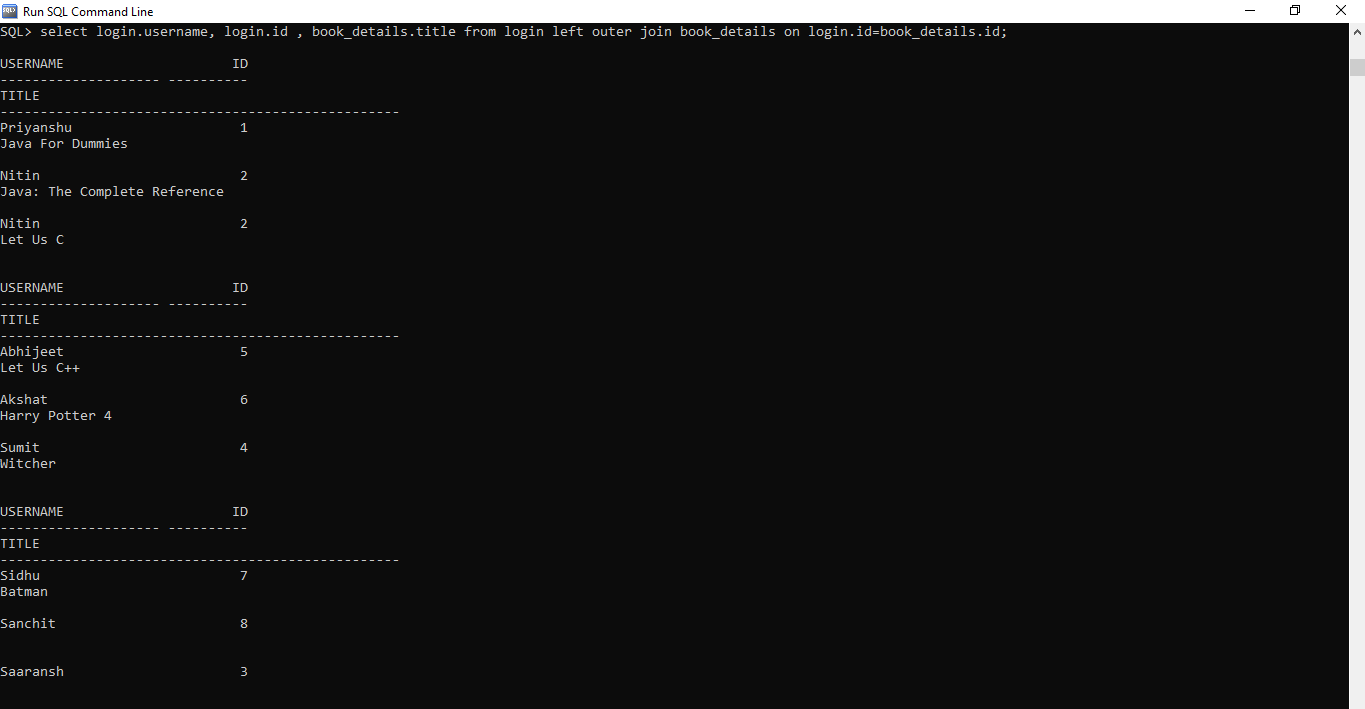 Run SQL Command Line
SQL> select login.username, login.id , book_details.title from login left outer join book_details on login.id=book_details.id;
USERNAME                     ID
-------------------- ----------
TITLE
--------------------------------------------------
Priyanshu                     1
Java For Dummies
Nitin                         2
Java: The Complete Reference
Nitin                         2
Let Us C
USERNAME                     ID
-------------------- ----------
TITLE
--------------------------------------------------
Abhijeet                      5
Let Us C++
Akshat                        6
Harry Potter 4
Sumit                         4
Witcher
USERNAME                     ID
-------------------- ----------
TITLE
--------------------------------------------------
Sidhu                         7
Batman
Sanchit                       8
Saaransh                      3